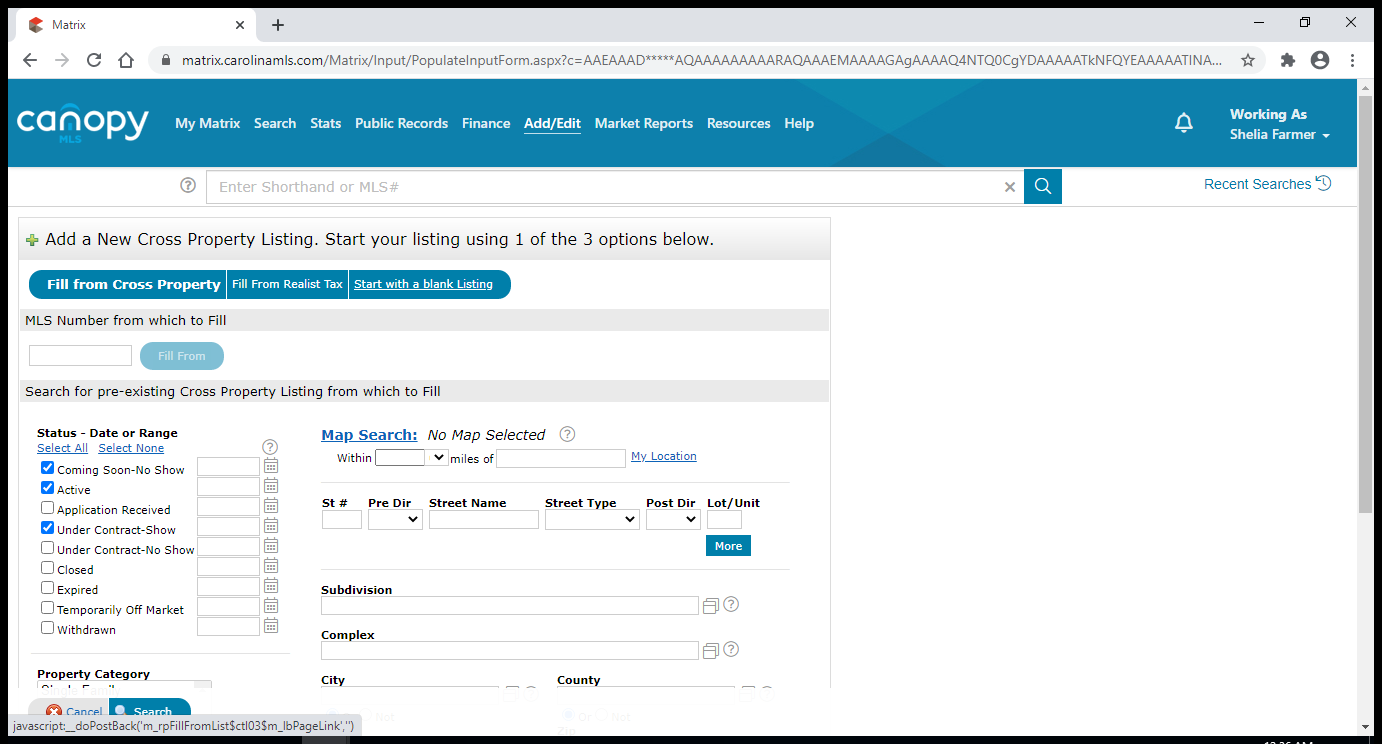 Matrix
matrix.carolinamls.com/Matrix/Input/PopulateInputForm.aspx?c=AAEAAAD*****AQAAAAAAAAARAQAAAEMAAAAGAgAAAAQ4NTQ0CgYDAAAAATkNFQYEAAAAATINA...
canopy
MLS
My Matrix Search Stats Public Records Finance Add/Edit Market Reports Resources Help
Working As
Shelia Farmer
Enter Shorthand or MLS#
Recent Searches
Add a New Cross Property Listing. Start your listing using 1 of the 3 options below.
Fill from Cross Property Fill From Realist Tax Start with a blank Listing
MLS Number from which to Fill
Fill From
Search for pre-existing Cross Property Listing from which to Fill
Status - Date or Range
Select All Select None
Coming Soon-No Show
Active
Application Received
Under Contract-Show
Under Contract-No Show
Closed
Expired
Temporarily Off Market
Withdrawn
Property Category
Single Family
Map Search: No Map Selected
Within miles of My Location
St # Pre Dir Street Name Street Type Post Dir Lot/Unit
More
Subdivision
Complex
City County
Not Or Not
Zip
Cancel Search
javascript:__doPostBack('m_rpFillFromList$ctl03$m_lbPageLink','')